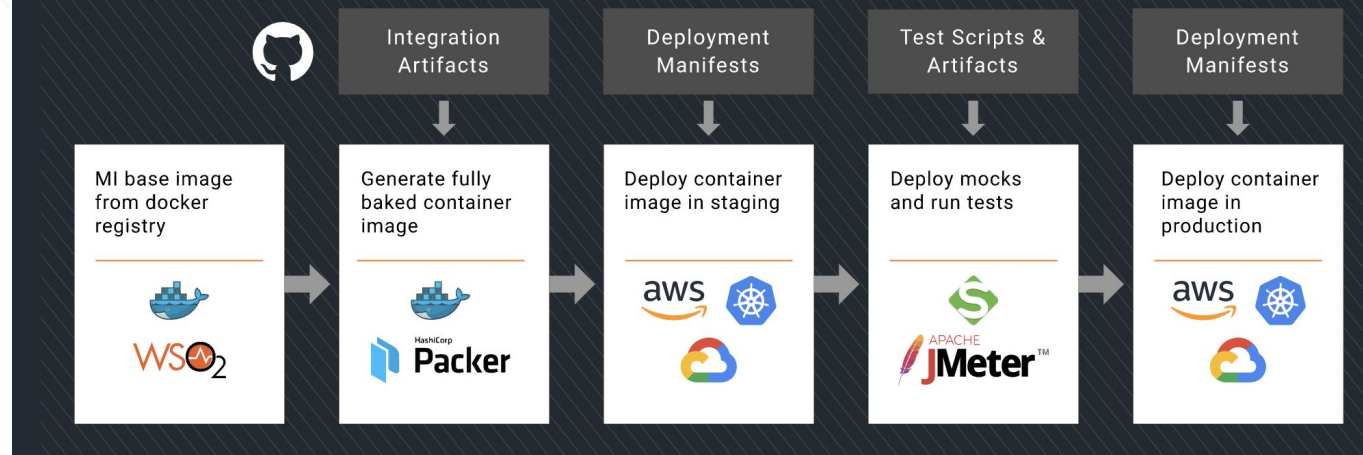 Integration
Artifacts
Deployment
Manifests
Test Scripts &
Artifacts
Deployment
Manifests
MI base image
from docker
registry
WSO2
Generate fully
baked container
image
HashiCorp
Packer
Deploy container
image in staging
aws
Deploy mocks
and run tests
S
APACHE
JMeter™
Deploy container
image in
production
aws